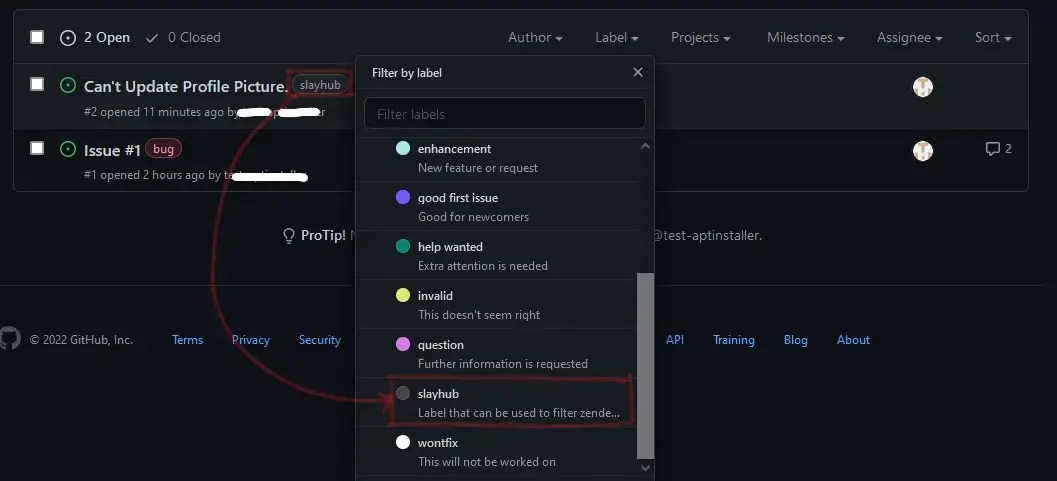 2 Open 0 Closed Author Label Projects Milestones Assignee Sort
Can't Update Profile Picture. slayhub
#2 opened 11 minutes ago by
Issue #1 bug
2
#1 opened 2 hours ago by
Filter by label
Filter labels
enhancement
New feature or request
good first issue
Good for newcomers
help wanted
Extra attention is needed
invalid
This doesn't seem right
question
Further information is requested
slayhub
Label that can be used to filter zende...
wontfix
This will not be worked on
ProTip! @test-aptinstaller.
© 2022 GitHub, Inc. Terms Privacy Security API Training Blog About